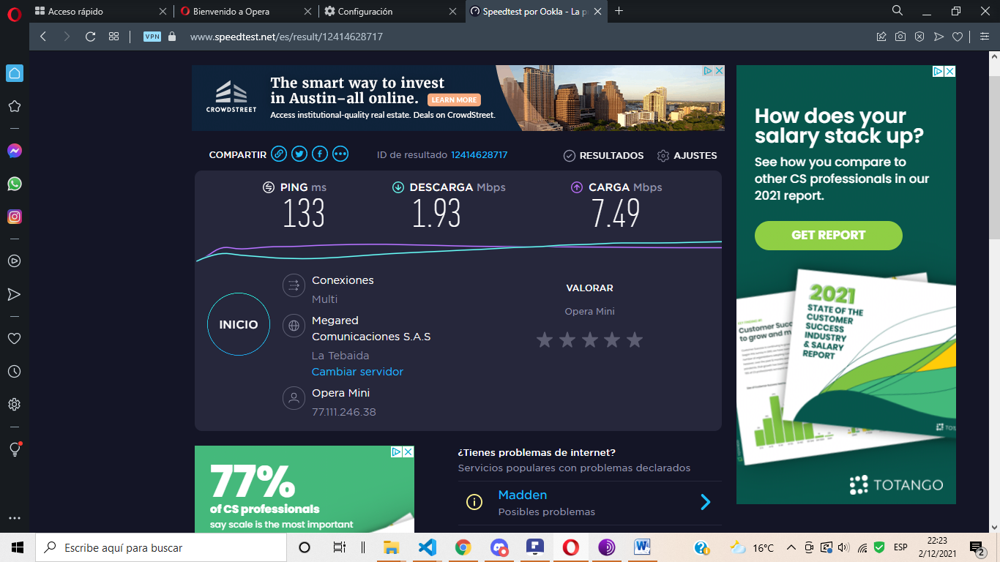 Acceso rápido
Bienvenido a Opera
Configuración
Speedtest por Ookla - La p
VPN
www.speedtest.net/es/result/12414628717
CROWDSTREET
The smart way to invest
in Austin–all online.
LEARN MORE
Access institutional-quality real estate. Deals on CrowdStreet.
COMPARTIR
ID de resultado 12414628717
RESULTADOS
AJUSTES
PING ms
133
DESCARGA Mbps
1.93
CARGA Mbps
7.49
INICIO
Conexiones
Multi
Megared
Comunicaciones S.A.S
La Tebaida
Cambiar servidor
Opera Mini
77.111.246.38
VALORAR
Opera Mini
77%
of CS professionals
say scale is the most important
¿Tienes problemas de internet?
Servicios populares con problemas declarados
Madden
Posibles problemas
How does your
salary stack up?
See how you compare to
other CS professionals in our
2021 report.
GET REPORT
Customer Succ
to grow and m
2021
STATE OF THE
CUSTOMER
SUCCESS
INDUSTRY
& SALARY
REPORT
TOTANGO
Escribe aquí para buscar
16°C
ESP
22:23
2/12/2021
2